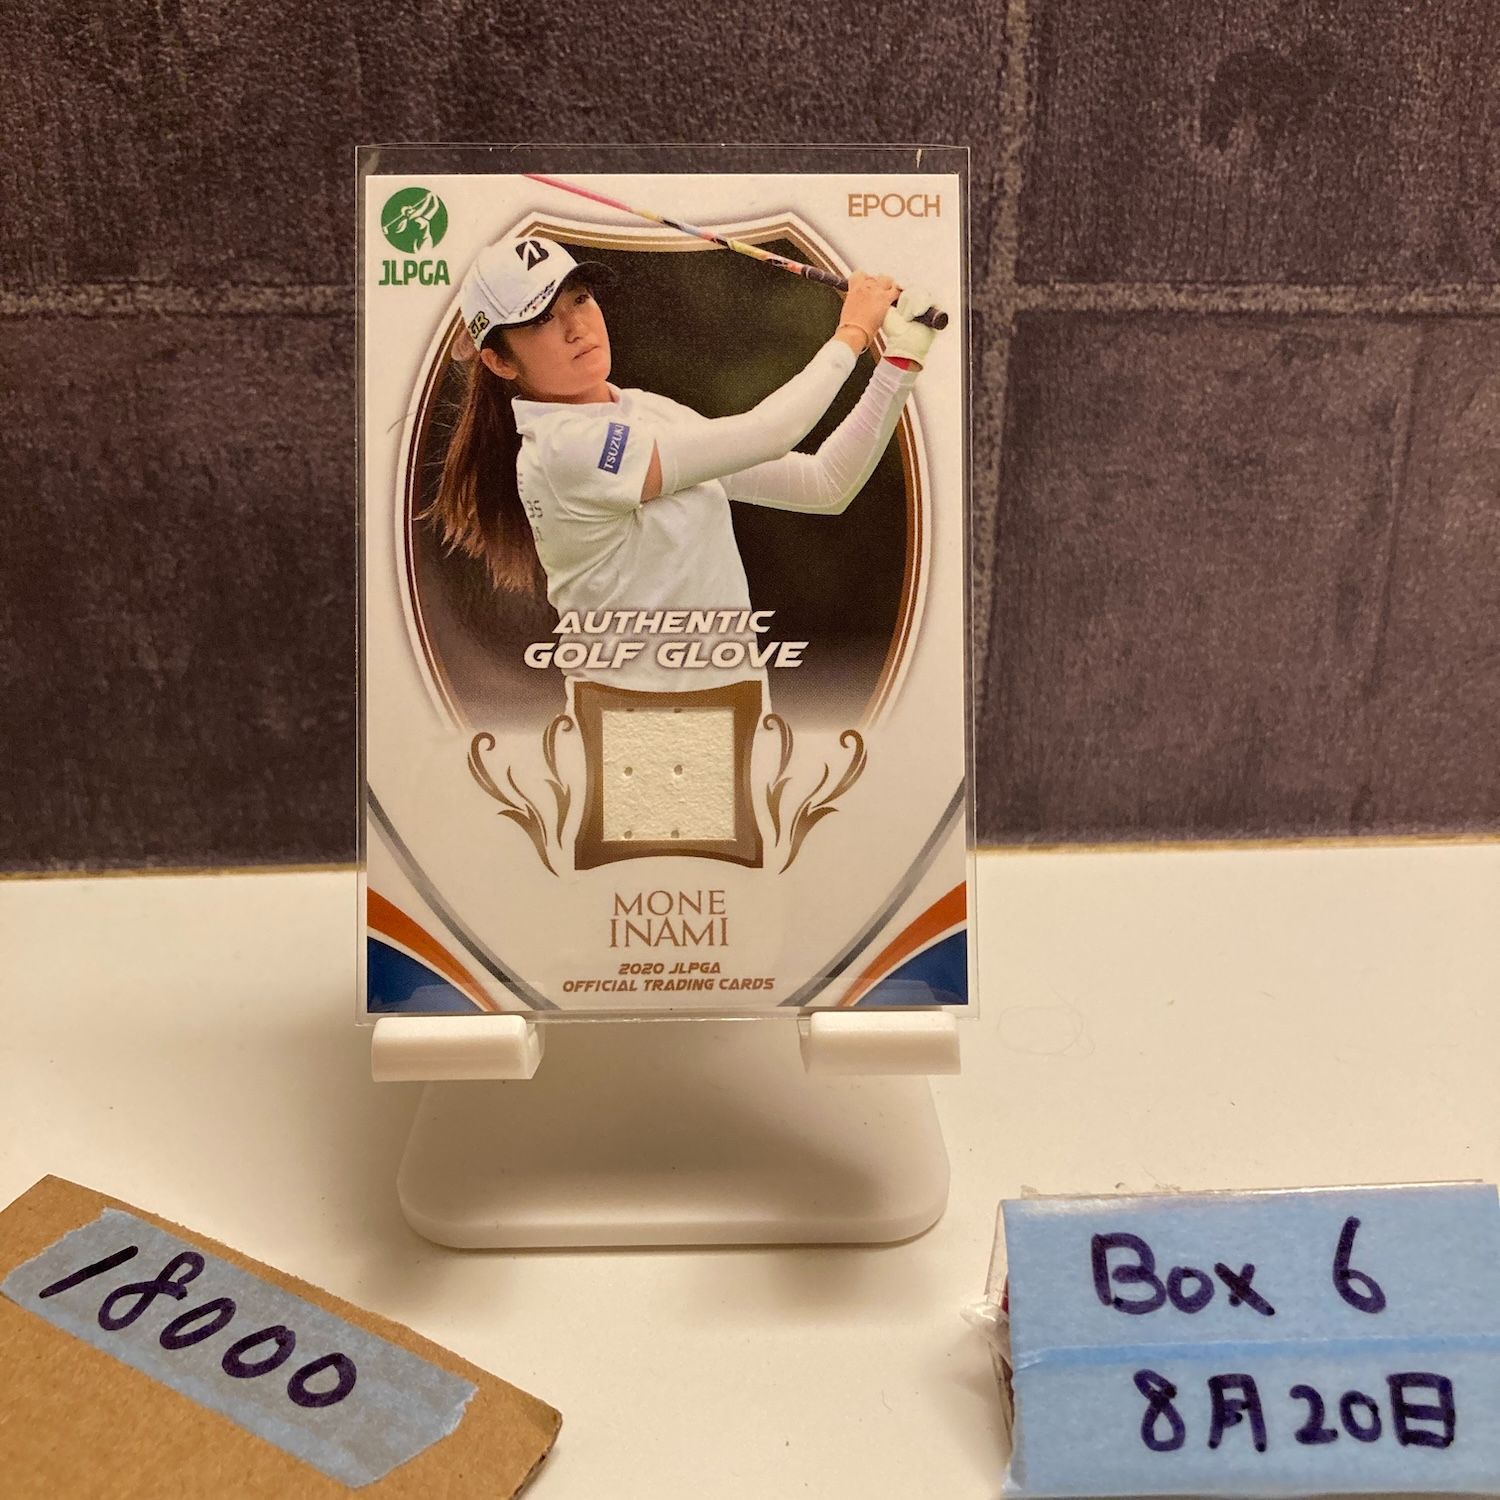 JLPGA
EPOCH
B
TSUZUKI
AUTHENTIC
GOLF GLOVE
MONE
INAMI
2020 JLPGA
OFFICIAL TRADING CARDS
18000
Box 6
8月20日